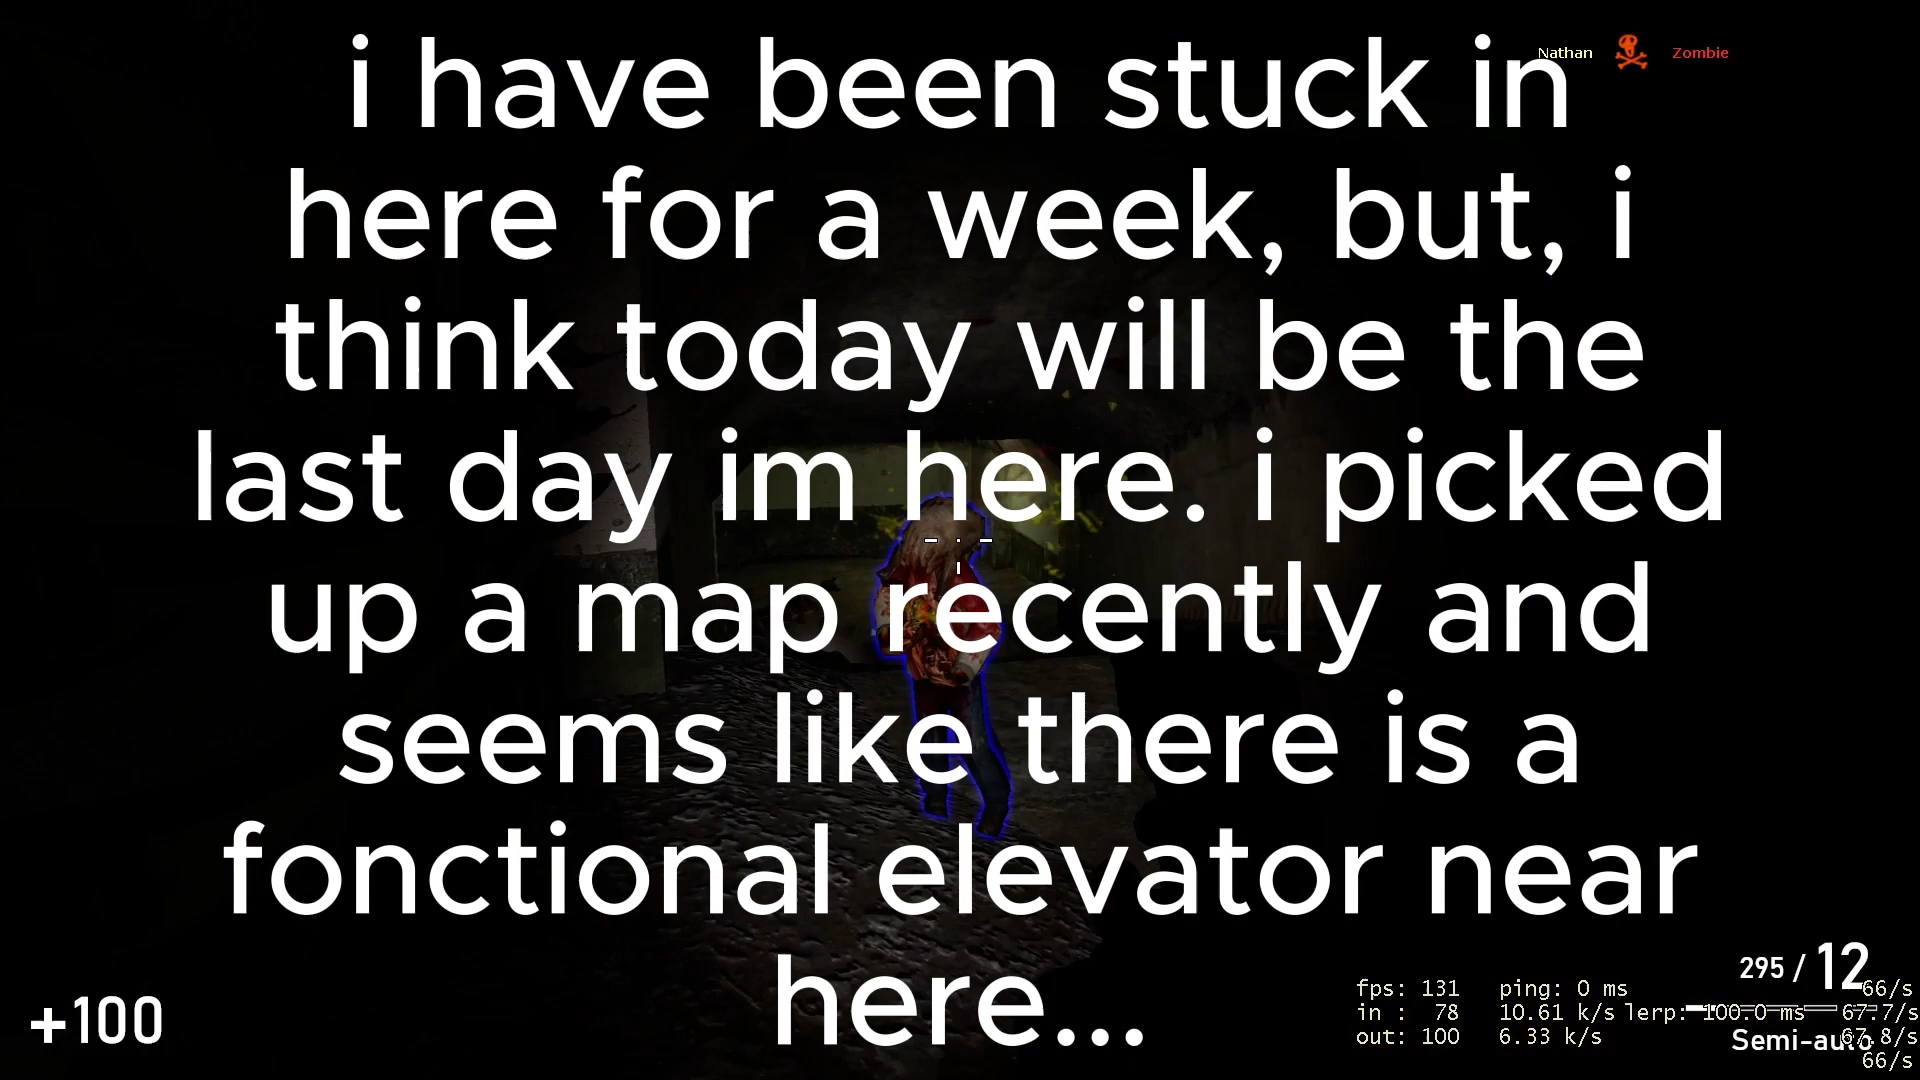 i have been stuck in
Nathan Zombie
here for a week, but, i
think today will be the
last day im here. i picked
up a map recently and
seems like there is a
fonctional elevator near
here...
+100
295 / 12
fps: 131 ping: 0 ms 66/s
in : 78 10.61 k/s lerp: 100.0 ms 67.7/s
out: 100 6.33 k/s 67.8/s
Semi-auto
66/s